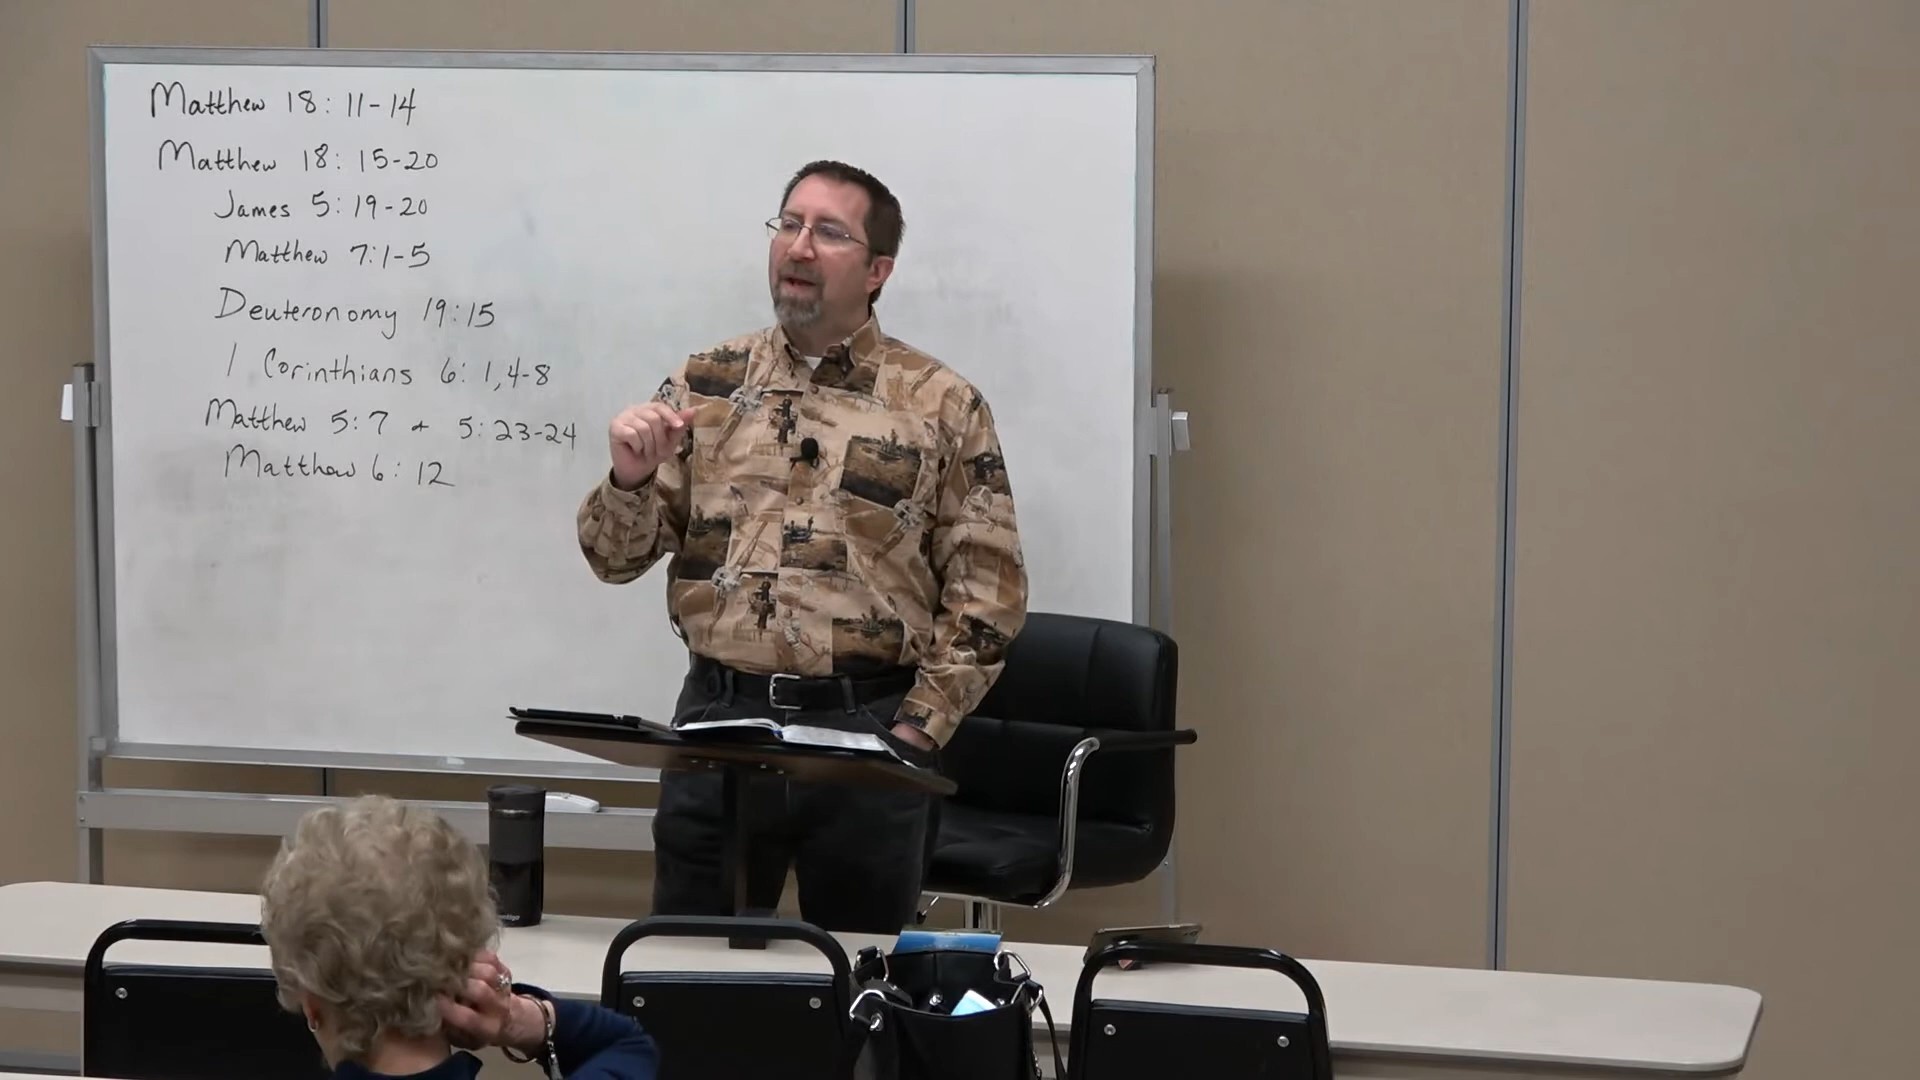 Matthew 18: 11-14
Matthew 18: 15-20
James 5: 19-20
Matthew 7:1-5
Deuteronomy 19:15
1 Corinthians 6: 1,4-8
Matthew 5:7 + 5: 23-24
Matthew 6: 12